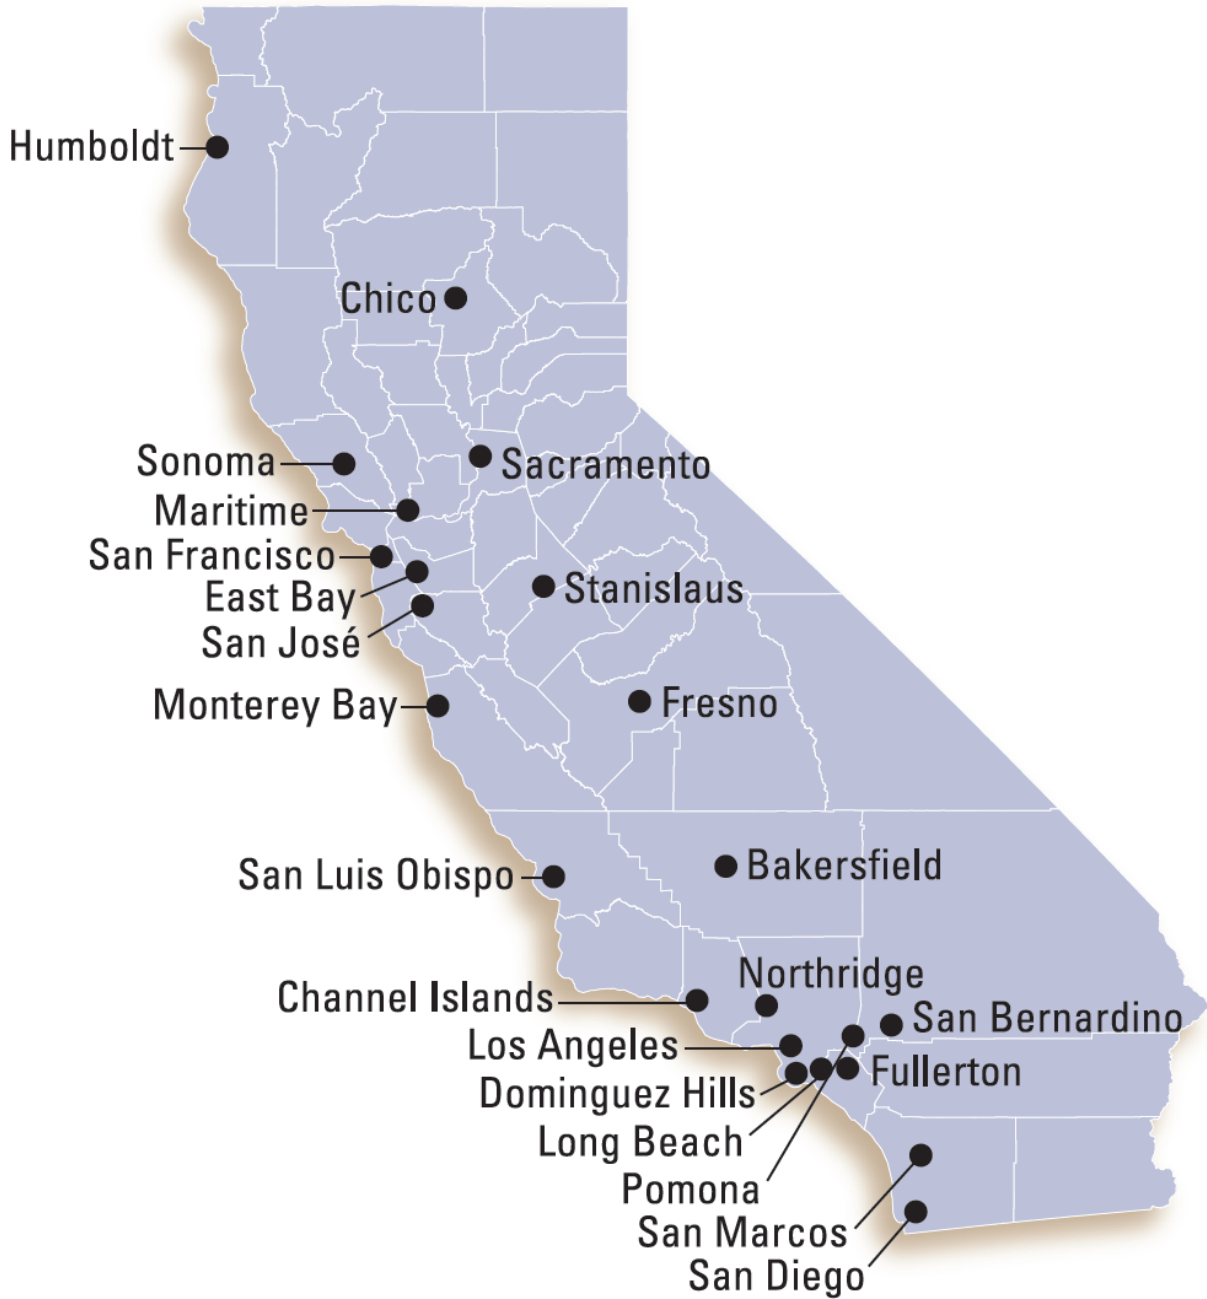 Humboldt
Chico
Sonoma
Sacramento
Maritime
San Francisco
East Bay
Stanislaus
San José
Monterey Bay
Fresno
San Luis Obispo
Bakersfield
Northridge
Channel Islands
San Bernardino
Los Angeles
Fullerton
Dominguez Hills
Long Beach
Pomona
San Marcos
San Diego